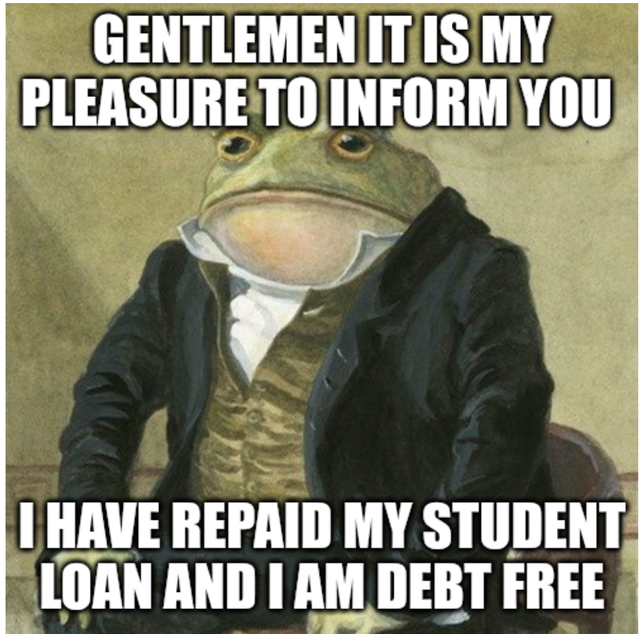 GENTLEMEN IT IS MY
PLEASURE TO INFORM YOU
I HAVE REPAID MY STUDENT
LOAN AND I AM DEBT FREE